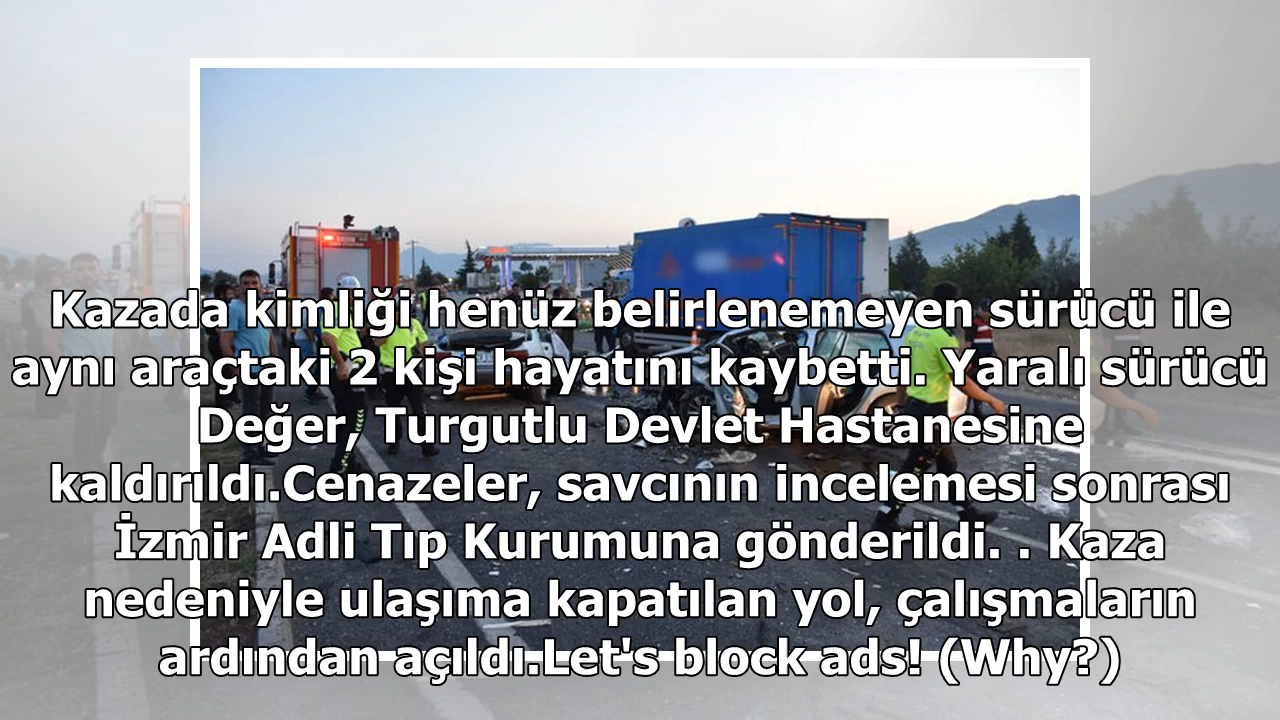 Kazada kimliği henüz belirlenemeyen sürücü ile
aynı araçtaki 2 kişi hayatını kaybetti. Yaralı sürücü
Değer, Turgutlu Devlet Hastanesine
kaldırıldı.Cenazeler, savcının incelemesi sonrası
İzmir Adli Tıp Kurumuna gönderildi. . Kaza
nedeniyle ulaşıma kapatılan yol, çalışmaların
ardından açıldı.Let's block ads! (Why?)